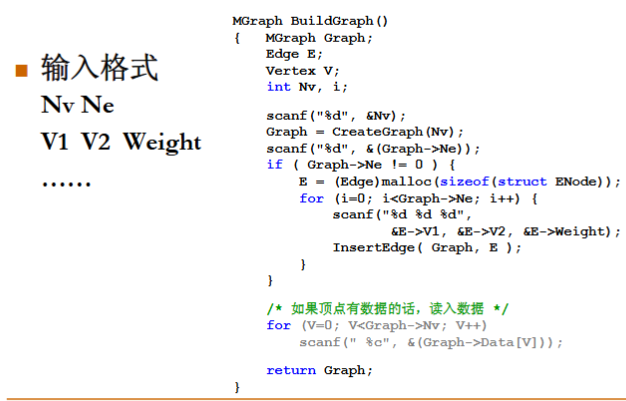 输入格式
Nv Ne
V1 V2 Weight
……
MGraph BuildGraph()
{ MGraph Graph;
Edge E;
Vertex V;
int Nv, i;
scanf("%d", &Nv);
Graph = CreateGraph(Nv);
scanf("%d", &(Graph->Ne));
if ( Graph->Ne != 0 ) {
E = (Edge)malloc(sizeof(struct ENode));
for (i=0; i<Graph->Ne; i++) {
scanf("%d %d %d",
&E->V1, &E->V2, &E->Weight);
InsertEdge( Graph, E );
}
}
/* 如果顶点有数据的话，读入数据 */
for (V=0; V<Graph->Nv; V++)
scanf(" %c", &(Graph->Data[V]));
return Graph;
}